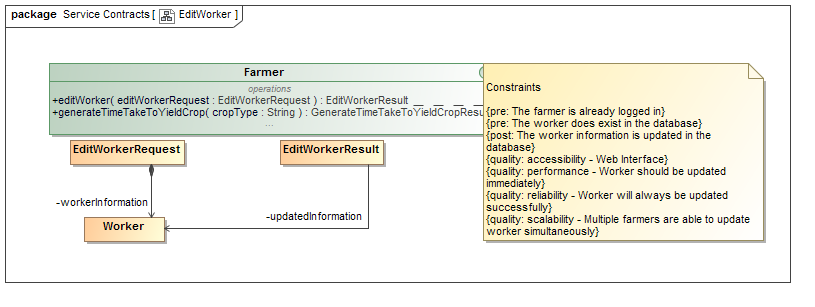 package Service Contracts [ EditWorker ]
Farmer
operations
+editWorker( editWorkerRequest : EditWorkerRequest ) : EditWorkerResult
+generateTimeTakeToYieldCrop( cropType : String ) : GenerateTimeTakeToYieldCropResu
...
Constraints
{pre: The farmer is already logged in}
{pre: The worker does exist in the database}
{post: The worker information is updated in the
database}
{quality: accessibility - Web Interface}
{quality: performance - Worker should be updated
immediately}
{quality: reliability - Worker will always be updated
successfully}
{quality: scalability - Multiple farmers are able to update
worker simultaneously}
EditWorkerRequest
EditWorkerResult
-workerInformation
-updatedInformation
Worker